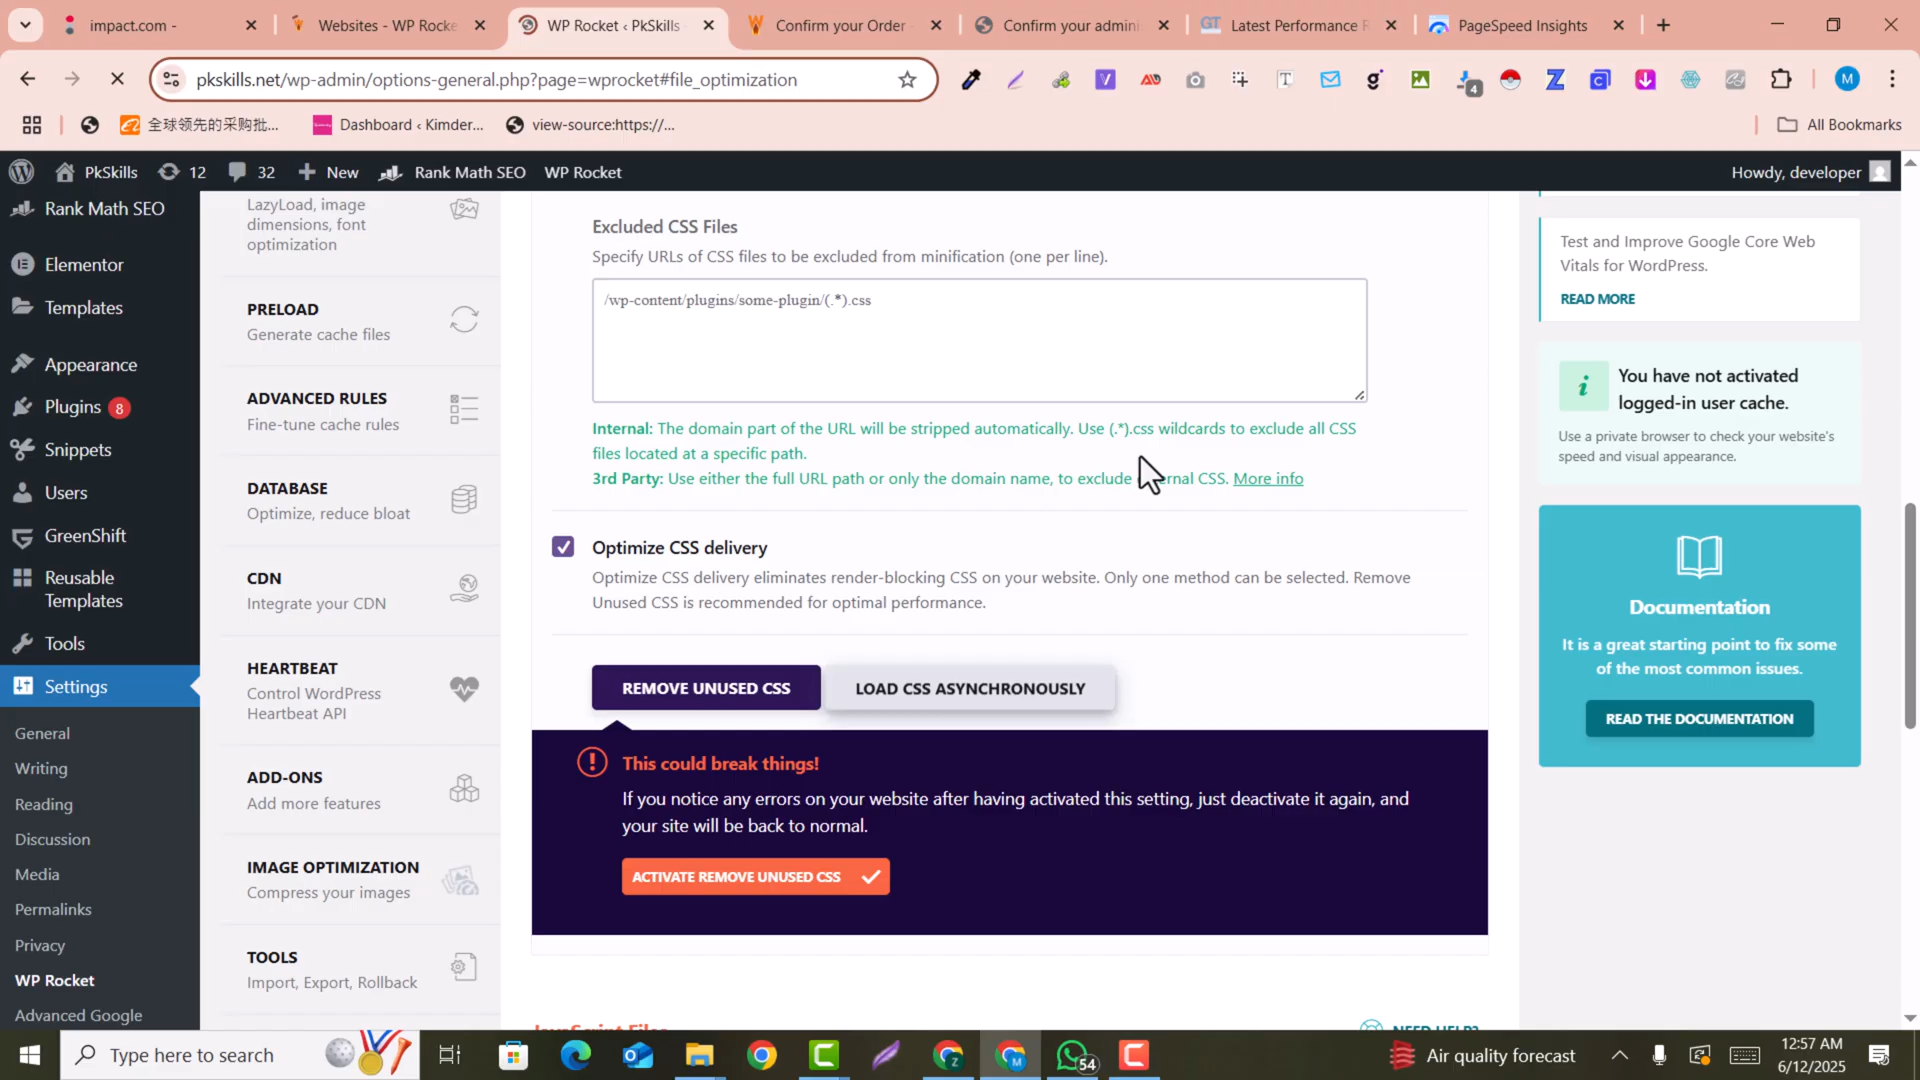 impact.com -
Websites - WP Rocke
WP Rocket ‹ PkSkills
Confirm your Order -
Confirm your admini
GT
Latest Performance R
PageSpeed Insights
pkskills.net/wp-admin/options-general.php?page=wprocket#file_optimization
4
M
全球领先的采购批...
Dashboard ‹ Kimder...
view-source:https://...
All Bookmarks
PkSkills
12
32
New
Rank Math SEO
WP Rocket
Howdy, developer
Rank Math SEO
Elementor
Templates
Appearance
Plugins 8
Snippets
Users
GreenShift
Reusable
Templates
Tools
Settings
General
Writing
Reading
Discussion
Media
Permalinks
Privacy
WP Rocket
Advanced Google
LazyLoad, image
dimensions, font
optimization
PRELOAD
Generate cache files
ADVANCED RULES
Fine-tune cache rules
DATABASE
Optimize, reduce bloat
CDN
Integrate your CDN
HEARTBEAT
Control WordPress
Heartbeat API
ADD-ONS
Add more features
IMAGE OPTIMIZATION
Compress your images
TOOLS
Import, Export, Rollback
Excluded CSS Files
Specify URLs of CSS files to be excluded from minification (one per line).
/wp-content/plugins/some-plugin/(.*).css
Internal: The domain part of the URL will be stripped automatically. Use (.*).css wildcards to exclude all CSS
files located at a specific path.
3rd Party: Use either the full URL path or only the domain name, to exclude external CSS. More info
Optimize CSS delivery
Optimize CSS delivery eliminates render-blocking CSS on your website. Only one method can be selected. Remove
Unused CSS is recommended for optimal performance.
REMOVE UNUSED CSS
LOAD CSS ASYNCHRONOUSLY
This could break things!
If you notice any errors on your website after having activated this setting, just deactivate it again, and
your site will be back to normal.
ACTIVATE REMOVE UNUSED CSS
JavaScript Files
NEED HELP?
Test and Improve Google Core Web
Vitals for WordPress.
READ MORE
You have not activated
logged-in user cache.
Use a private browser to check your website's
speed and visual appearance.
Documentation
It is a great starting point to fix some
of the most common issues.
READ THE DOCUMENTATION
Type here to search
54
Air quality forecast
12:57 AM
6/12/2025